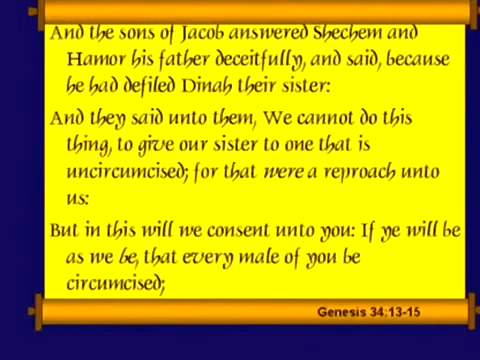 And the sons of Jacob answered Shechem and
Hamor his father deceitfully, and said, because
he had defiled Dinah their sister:
And they said unto them, We cannot do this
thing, to give our sister to one that is
uncircumcised; for that were a reproach unto
us:
But in this will we consent unto you: If ye will be
as we be, that every male of you be
circumcised;
Genesis 34:13-15